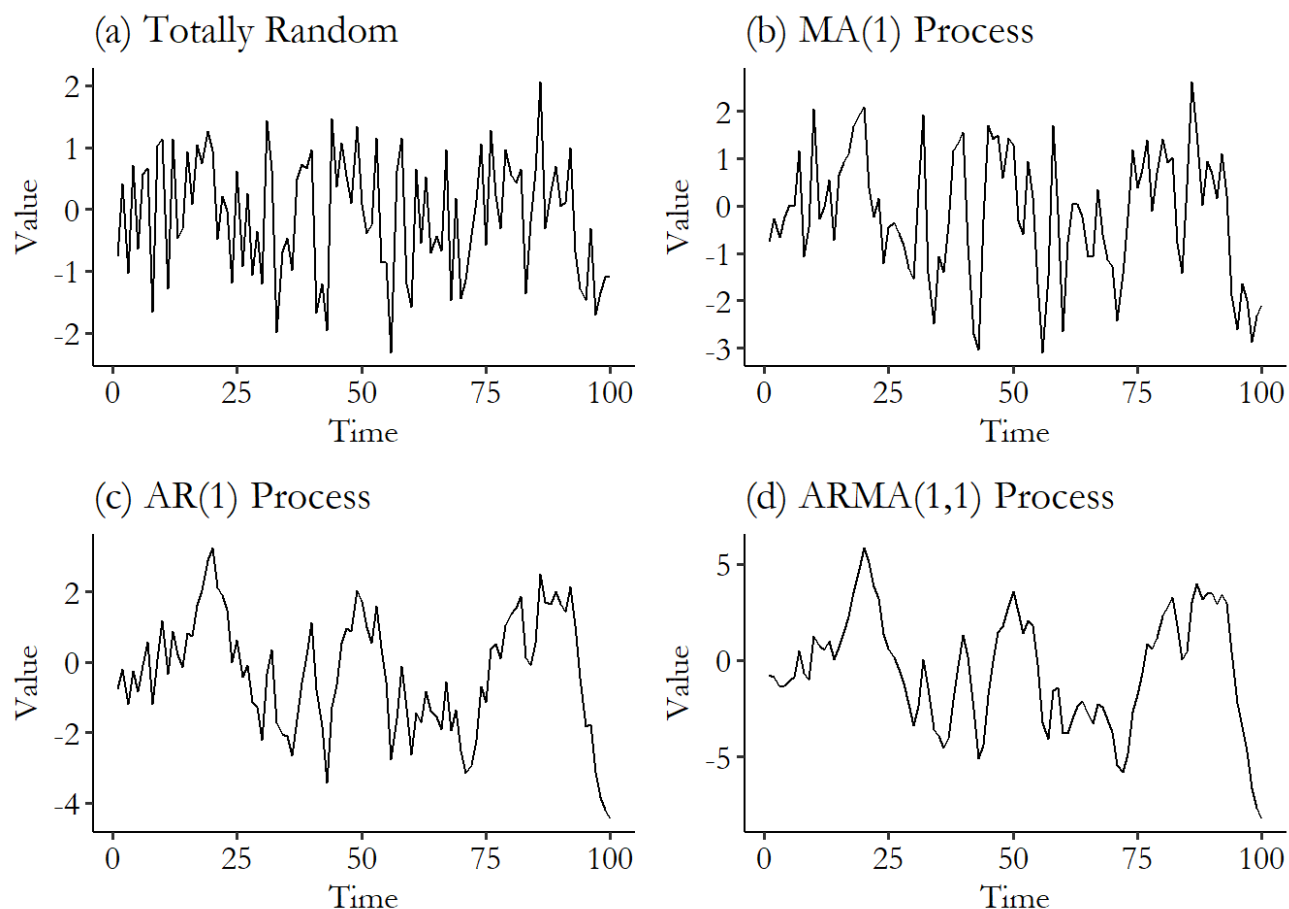 (a) Totally Random
2
1
0
-1
-2
Value
0 25 50 75 100
Time
(b) MA(1) Process
2
1
0
-1
-2
-3
Value
0 25 50 75 100
Time
(c) AR(1) Process
2
0
-2
-4
Value
0 25 50 75 100
Time
(d) ARMA(1,1) Process
5
0
-5
Value
0 25 50 75 100
Time